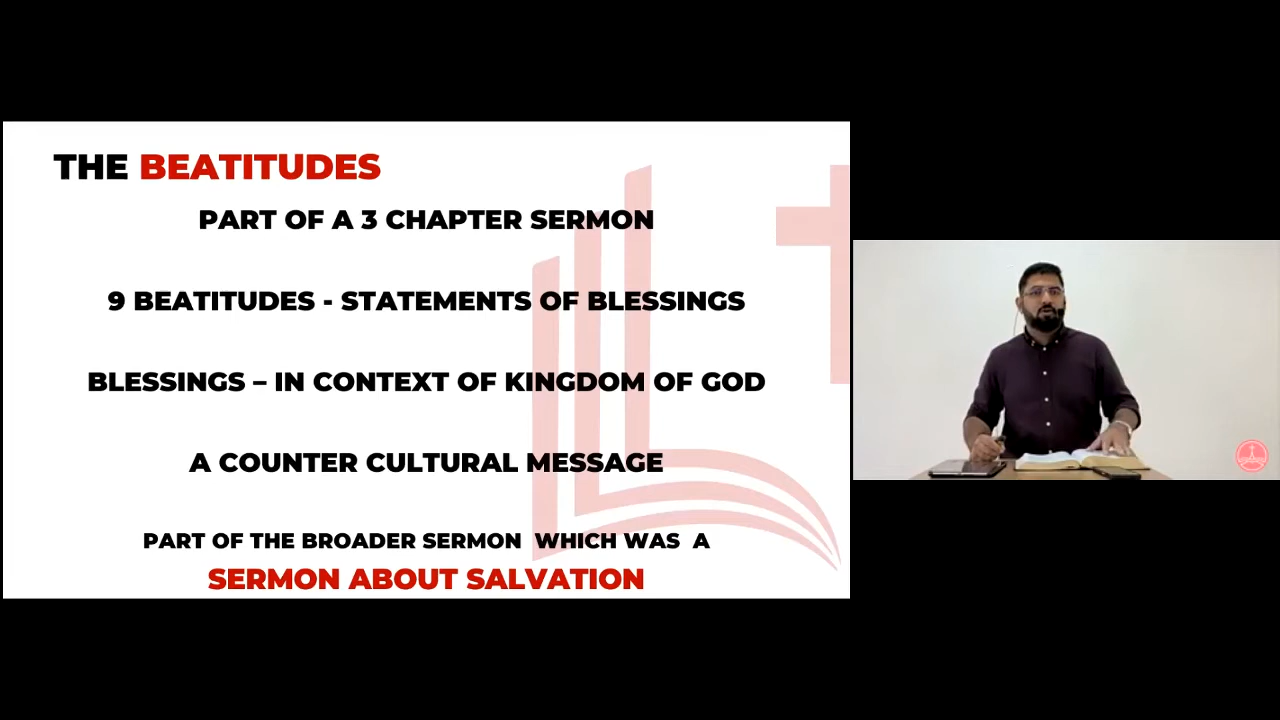 THE BEATITUDES
PART OF A 3 CHAPTER SERMON
9 BEATITUDES - STATEMENTS OF BLESSINGS
BLESSINGS – IN CONTEXT OF KINGDOM OF GOD
A COUNTER CULTURAL MESSAGE
PART OF THE BROADER SERMON WHICH WAS A
SERMON ABOUT SALVATION